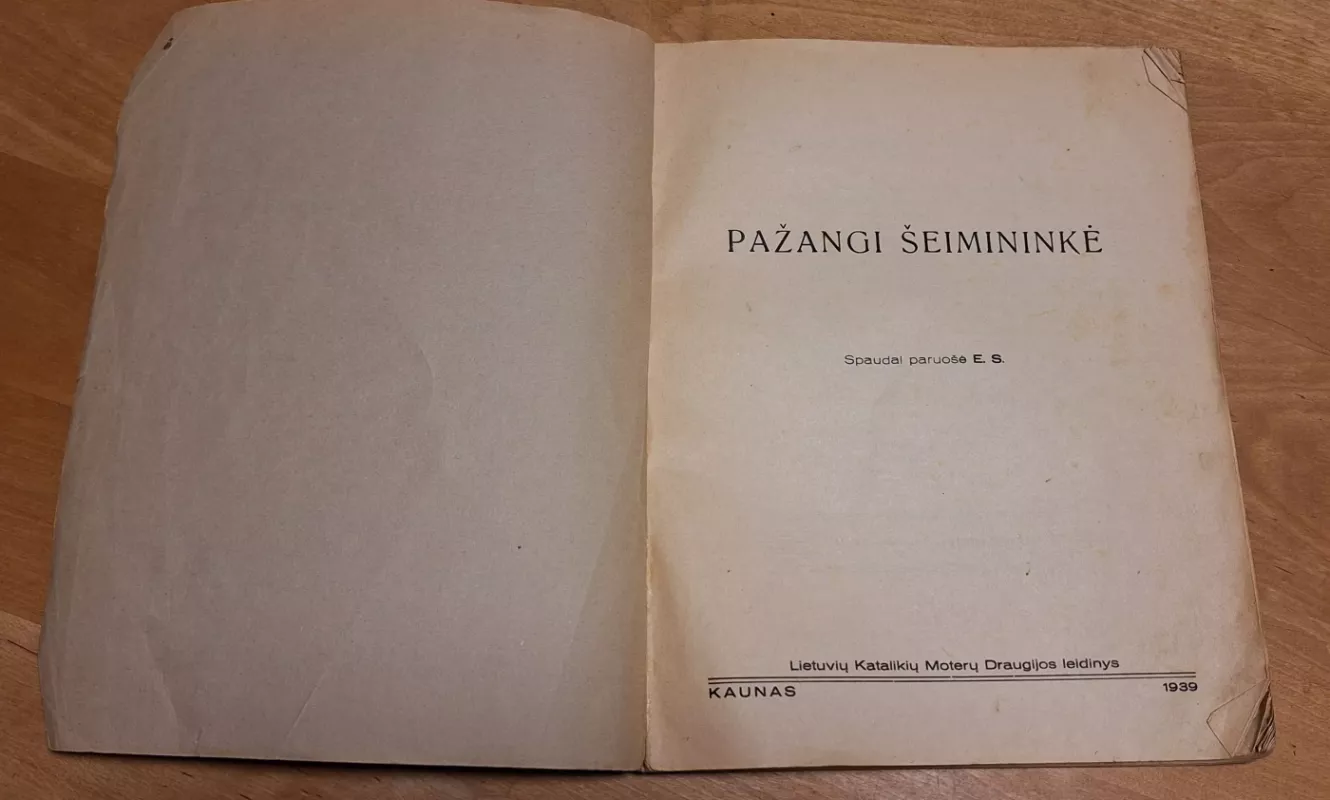 PAŽANGI ŠEIMININKĖ
Spaudai paruošė E. S.
Lietuvių Katalikių Moterų Draugijos leidinys
KAUNAS 1939